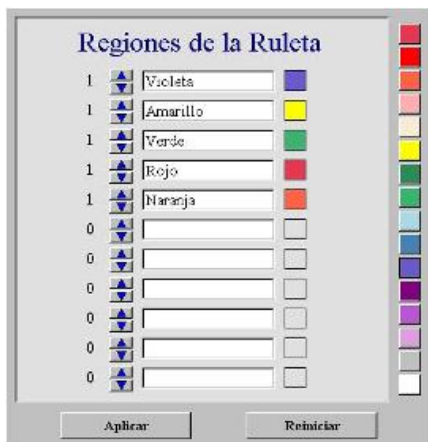 Regiones de la Ruleta
1 Violeta
1 Amarillo
1 Verde
1 Rojo
1 Naranja
0
0
0
0
0
0
Aplicar Reiniciar